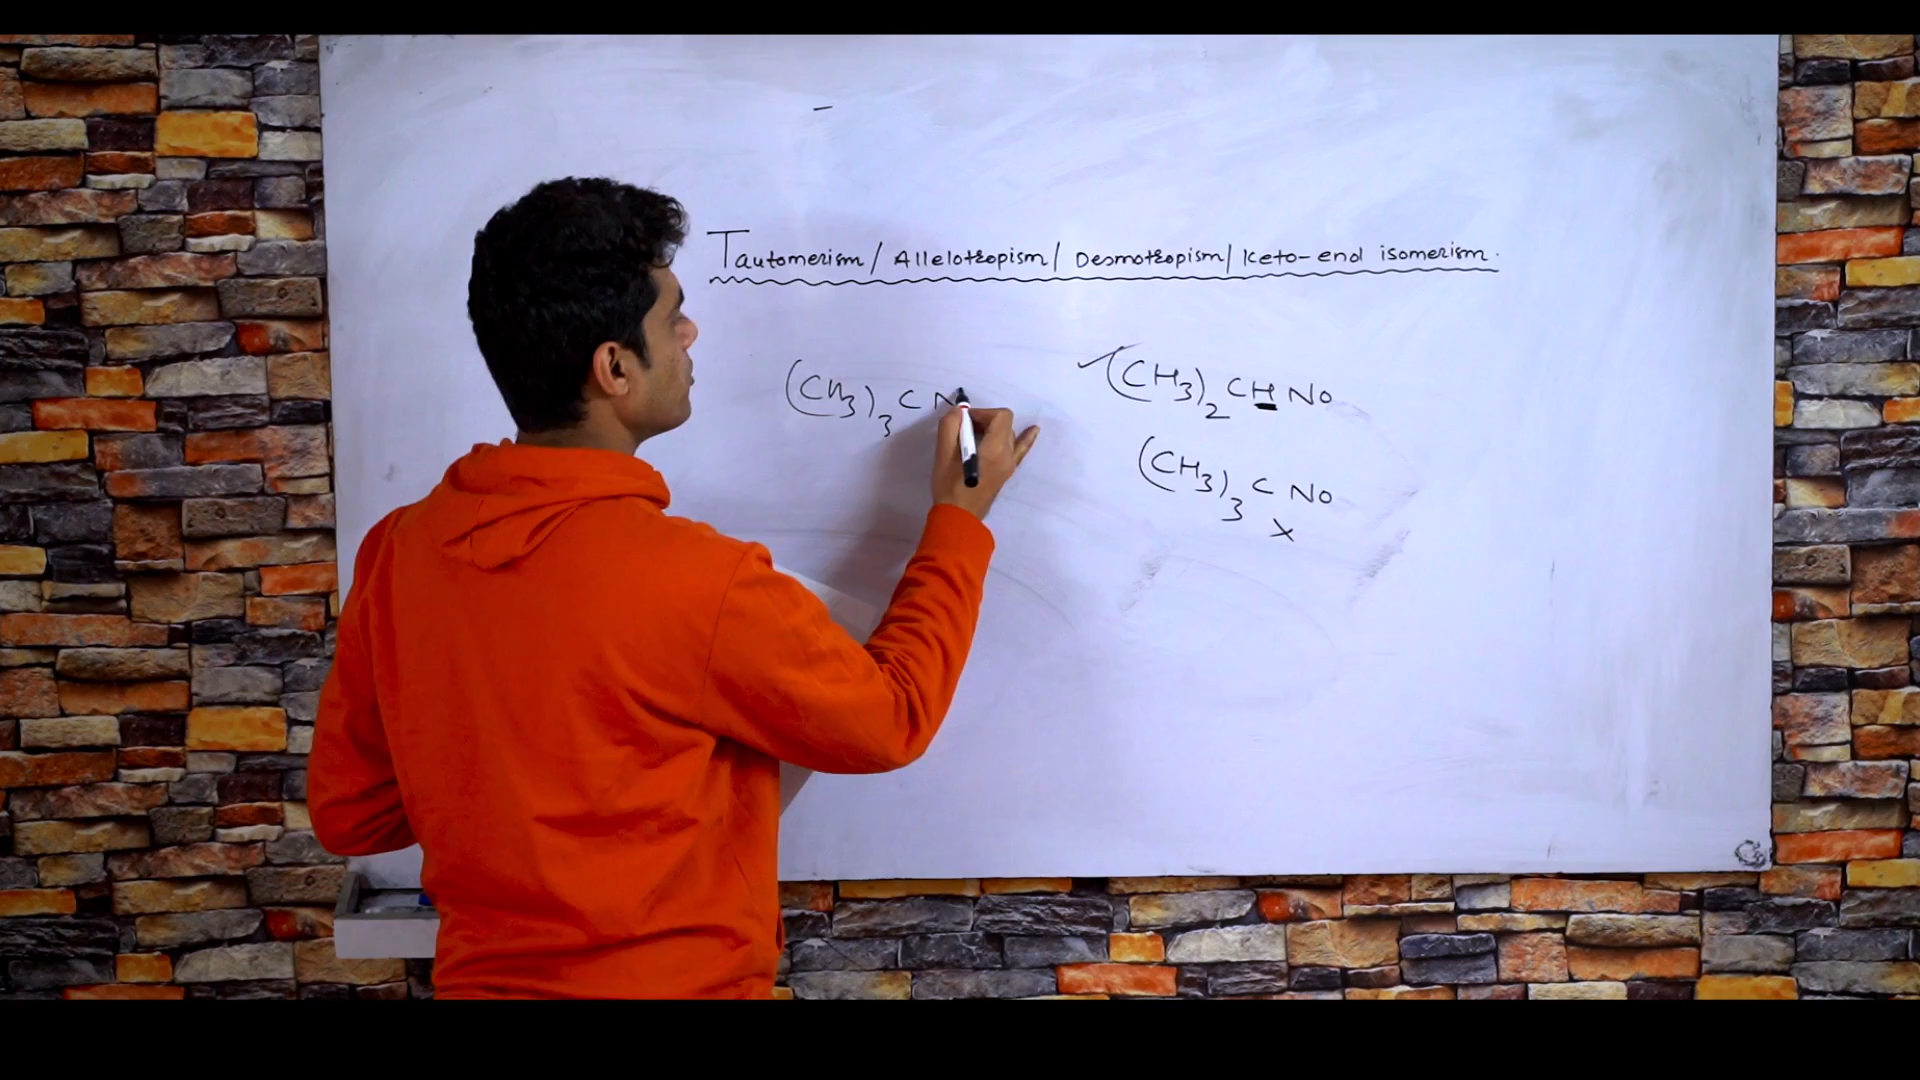 Tautomerism / Allelotropism / Desmotropism / Keto-enol isomerism.
(CH3)3 C N
✓(CH3)2 CH NO
(CH3)3 C NO
X